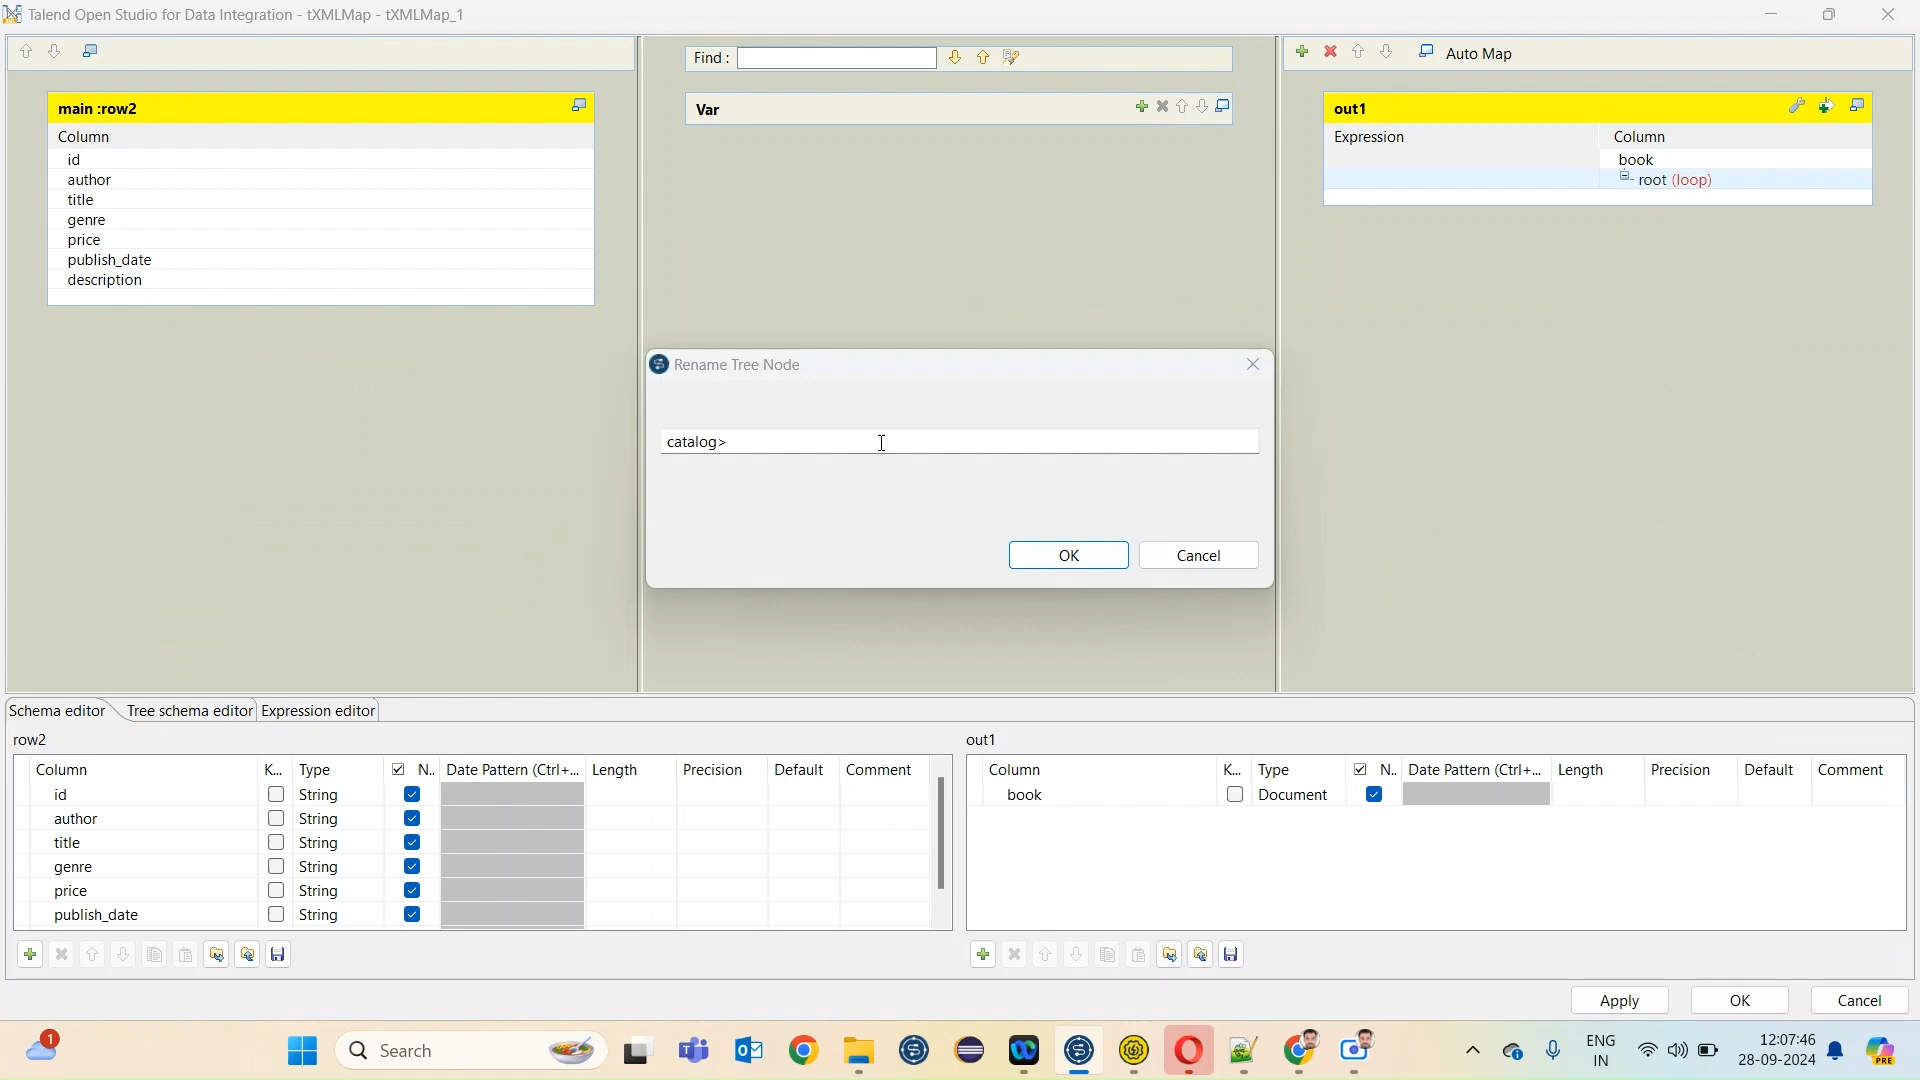 Talend Open Studio for Data Integration - tXMLMap - tXMLMap_1
Find :
Auto Map
main :row2
Column
id
author
title
genre
price
publish_date
description
Var
out1
Expression Column
book
root (loop)
Rename Tree Node
catalog>
OK Cancel
Schema editor Tree schema editor Expression editor
row2
Column K... Type N.. Date Pattern (Ctrl+... Length Precision Default Comment
id String
author String
title String
genre String
price String
publish_date String
out1
Column K... Type N.. Date Pattern (Ctrl+... Length Precision Default Comment
book Document
Apply OK Cancel
1
Search
ENG
IN
12:07:46
28-09-2024
PRE